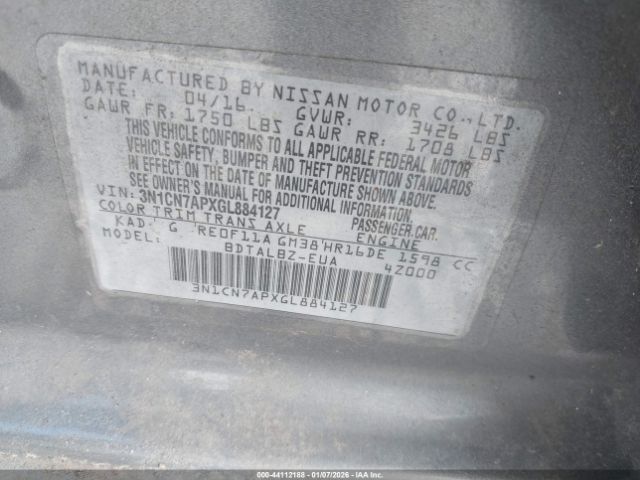 MANUFACTURED BY NISSAN MOTOR CO., LTD.
DATE: 04/16 GVWR: 3426 LBS
GAWR FR: 1750 LBS GAWR RR: 1708 LBS
THIS VEHICLE CONFORMS TO ALL APPLICABLE FEDERAL MOTOR
VEHICLE SAFETY, BUMPER AND THEFT PREVENTION STANDARDS
IN EFFECT ON THE DATE OF MANUFACTURE SHOWN ABOVE.
SEE OWNER'S MANUAL FOR ADDITIONAL INFORMATION.
VIN: 3N1CN7APXGL884127 PASSENGER CAR
COLOR TRIM TRANS AXLE ENGINE
KAD G RE0F11A GM38 HR16DE 1598 CC
MODEL: BDTALBZ-EUA 42000
3N1CN7APXGL884127
000-44112188 - 01/07/2026 - IAA Inc.